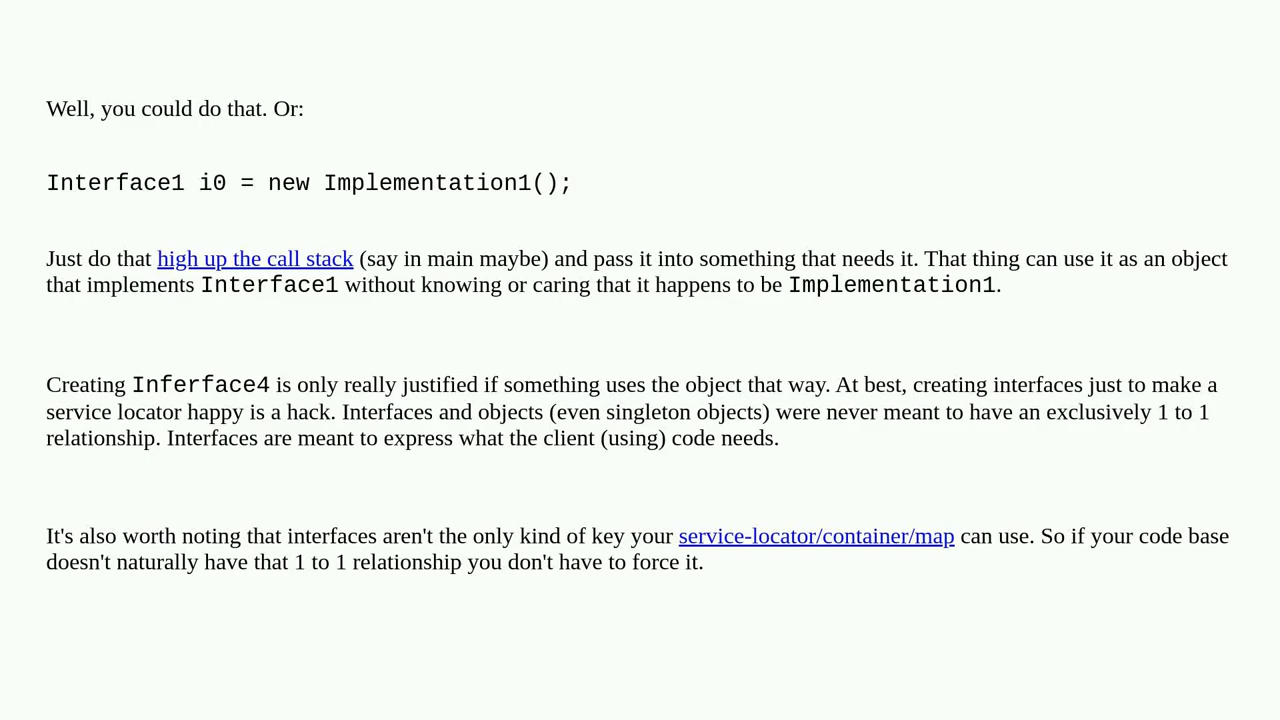 Well, you could do that. Or:
Interface1 i0 = new Implementation1();
Just do that high up the call stack (say in main maybe) and pass it into something that needs it. That thing can use it as an object
that implements Interface1 without knowing or caring that it happens to be Implementation1.
Creating Inferface4 is only really justified if something uses the object that way. At best, creating interfaces just to make a
service locator happy is a hack. Interfaces and objects (even singleton objects) were never meant to have an exclusively 1 to 1
relationship. Interfaces are meant to express what the client (using) code needs.
It's also worth noting that interfaces aren't the only kind of key your service-locator/container/map can use. So if your code base
doesn't naturally have that 1 to 1 relationship you don't have to force it.